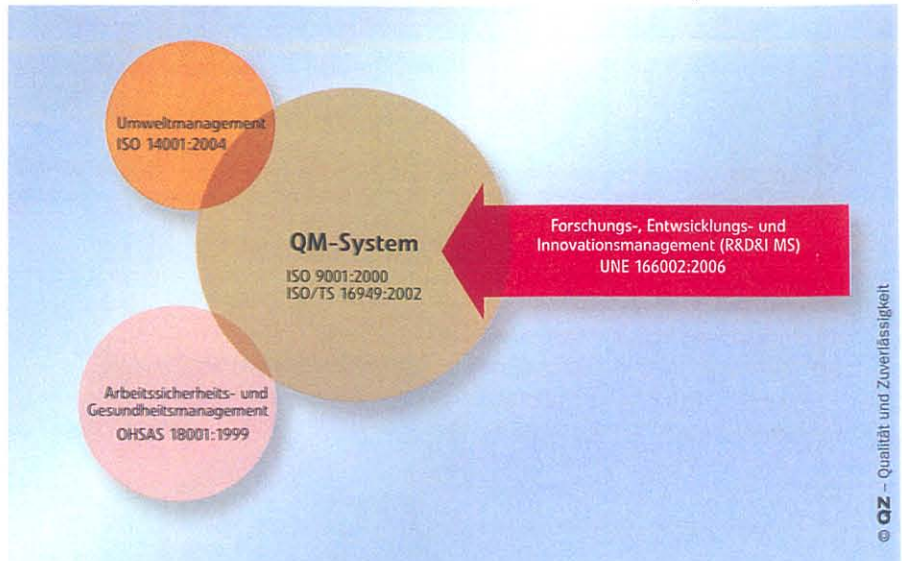 Umweltmanagement
ISO 14001:2004
QM-System
ISO 9001:2000
ISO/TS 16949:2002
Forschungs-, Entwsicklungs- und
Innovationsmanagement (R&D&I MS)
UNE 166002:2006
Arbeitssicherheits- und
Gesundheitsmanagement
OHSAS 18001:1999
© QZ – Qualität und Zuverlässigkeit